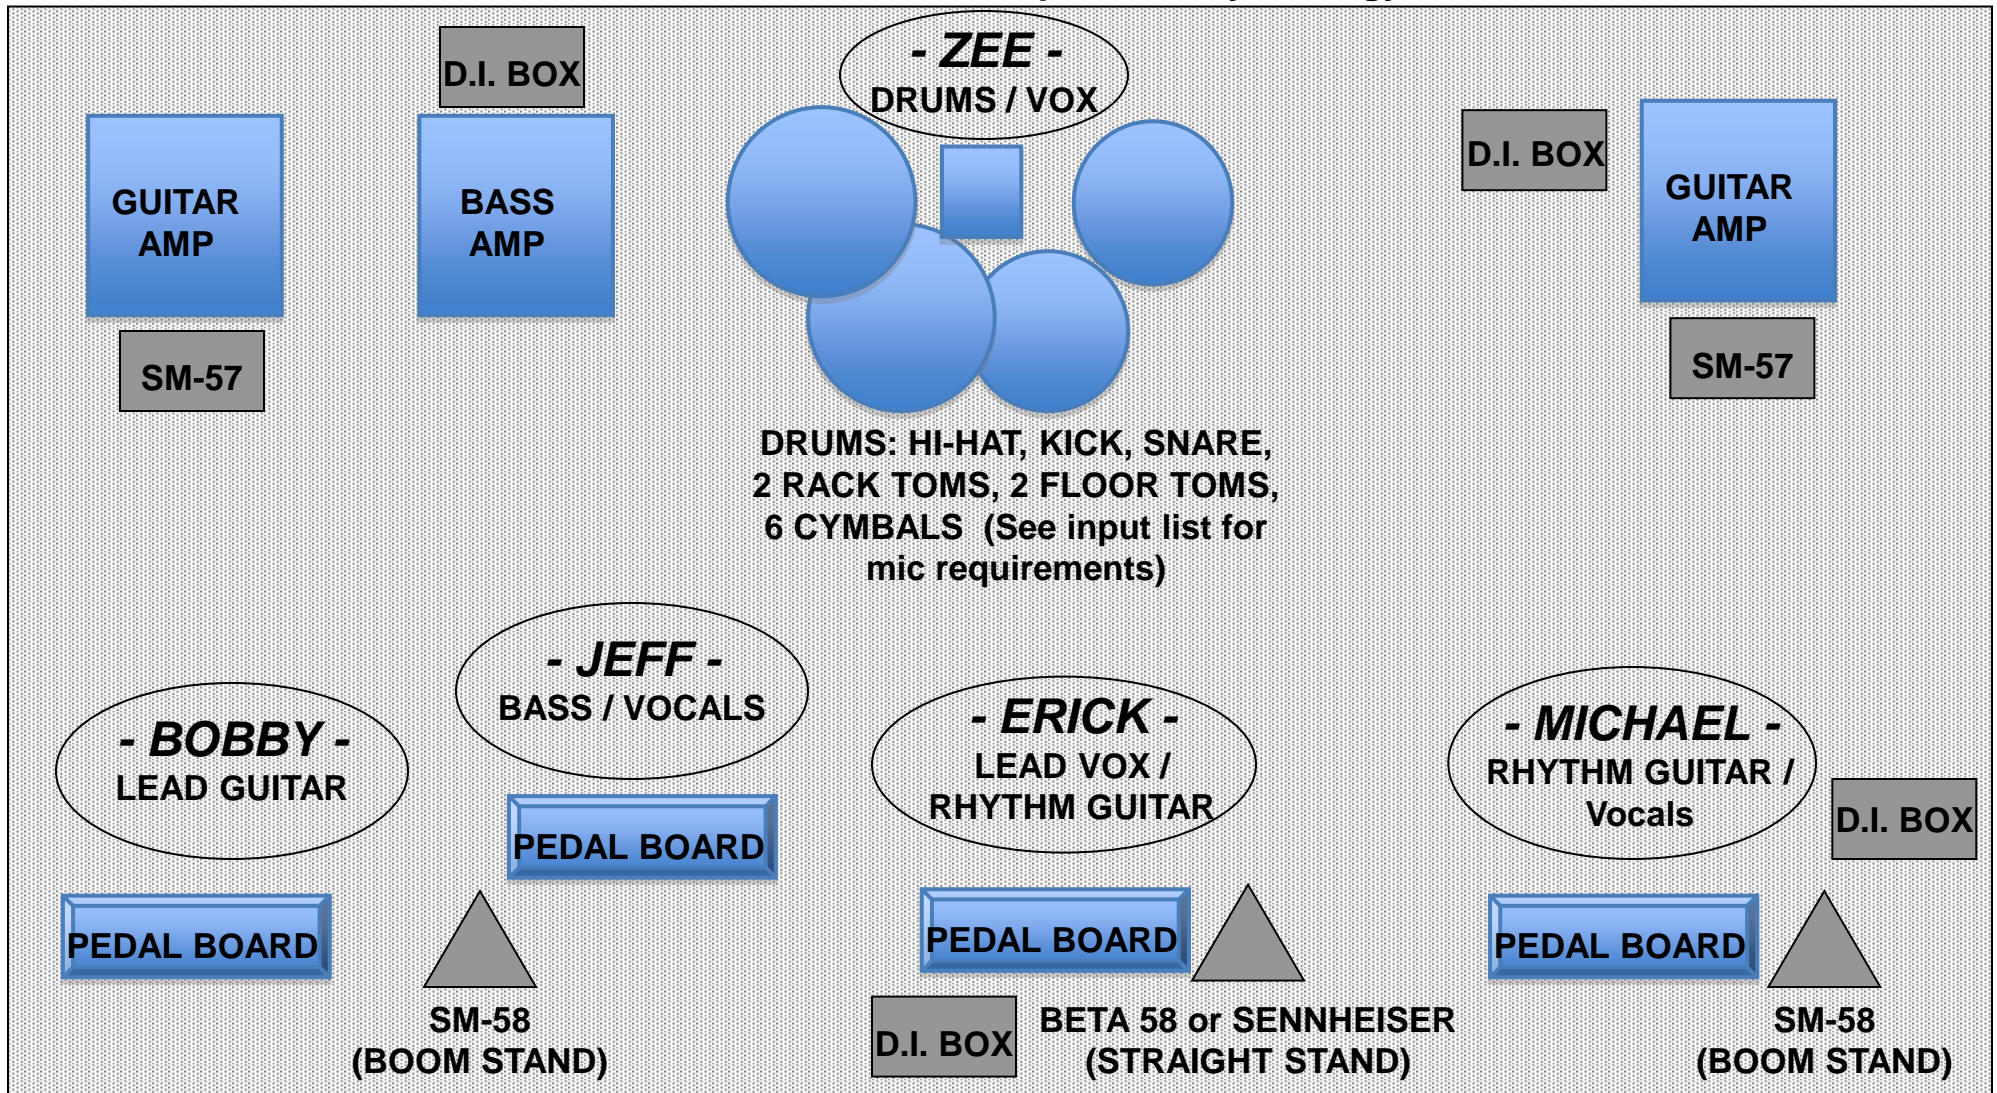 - ZEE -
DRUMS / VOX
D.I. BOX
GUITAR
AMP
BASS
AMP
D.I. BOX
GUITAR
AMP
SM-57
SM-57
DRUMS: HI-HAT, KICK, SNARE,
2 RACK TOMS, 2 FLOOR TOMS,
6 CYMBALS  (See input list for
mic requirements)
- BOBBY -
LEAD GUITAR
- JEFF -
BASS / VOCALS
- ERICK -
LEAD VOX /
RHYTHM GUITAR
- MICHAEL -
RHYTHM GUITAR /
Vocals
D.I. BOX
PEDAL BOARD
PEDAL BOARD
PEDAL BOARD
PEDAL BOARD
SM-58
(BOOM STAND)
D.I. BOX
BETA 58 or SENNHEISER
(STRAIGHT STAND)
SM-58
(BOOM STAND)